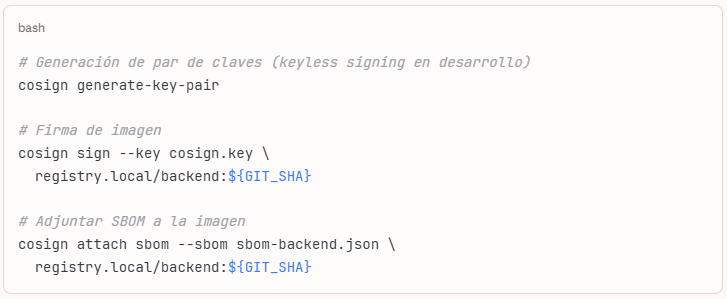 bash
# Generación de par de claves (keyless signing en desarrollo)
cosign generate-key-pair
# Firma de imagen
cosign sign --key cosign.key \
registry.local/backend:${GIT_SHA}
# Adjuntar SBOM a la imagen
cosign attach sbom --sbom sbom-backend.json \
registry.local/backend:${GIT_SHA}